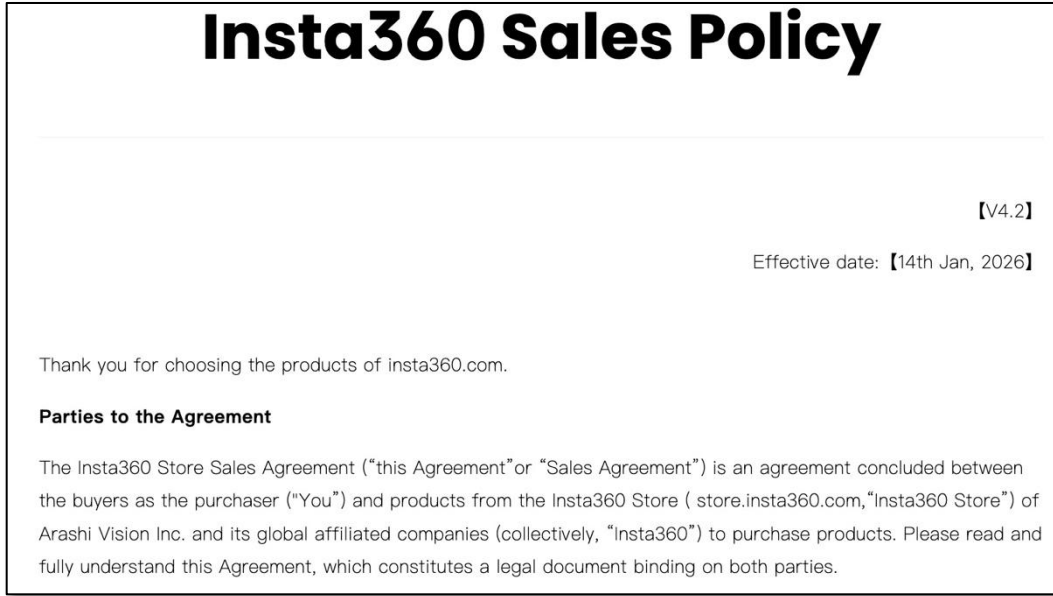 Insta360 Sales Policy
【V4.2】
Effective date:【14th Jan, 2026】
Thank you for choosing the products of insta360.com.
Parties to the Agreement
The Insta360 Store Sales Agreement (“this Agreement”or “Sales Agreement”) is an agreement concluded between
the buyers as the purchaser ("You”) and products from the Insta360 Store ( store.insta360.com,“Insta360 Store”) of
Arashi Vision Inc. and its global affiliated companies (collectively, “Insta360”) to purchase products. Please read and
fully understand this Agreement, which constitutes a legal document binding on both parties.